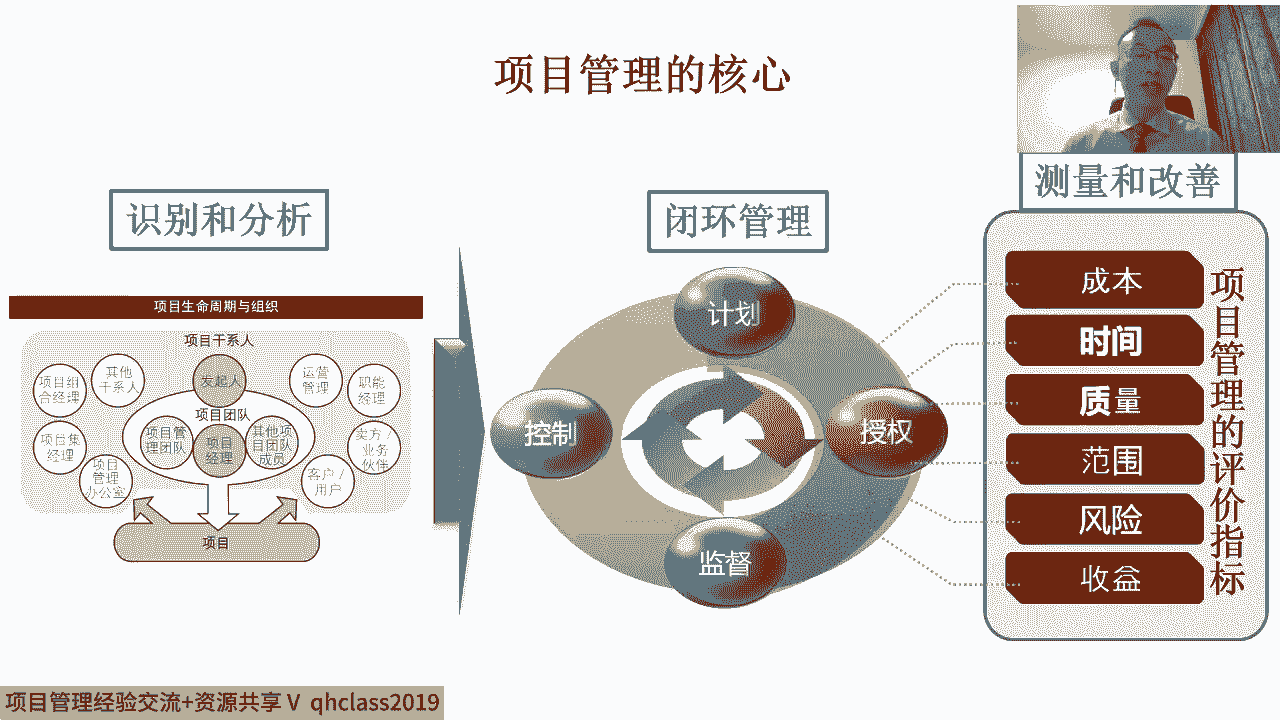 项目管理的核心
识别和分析
项目生命周期与组织
项目干系人
项目组
合经理
其他
干系人
发起人
运营
管理
职能
经理
项目团队
项目集
经理
项目管
理团队
项目
经理
其他项
目团队
成员
卖方/
业务
伙伴
项目
管理
办公室
客户/
用户
项目
闭环管理
计划
控制
授权
监督
测量和改善
成本
时间
质量
范围
风险
收益
项目管理的评价指标
项目管理经验交流+资源共享 V qhclass2019